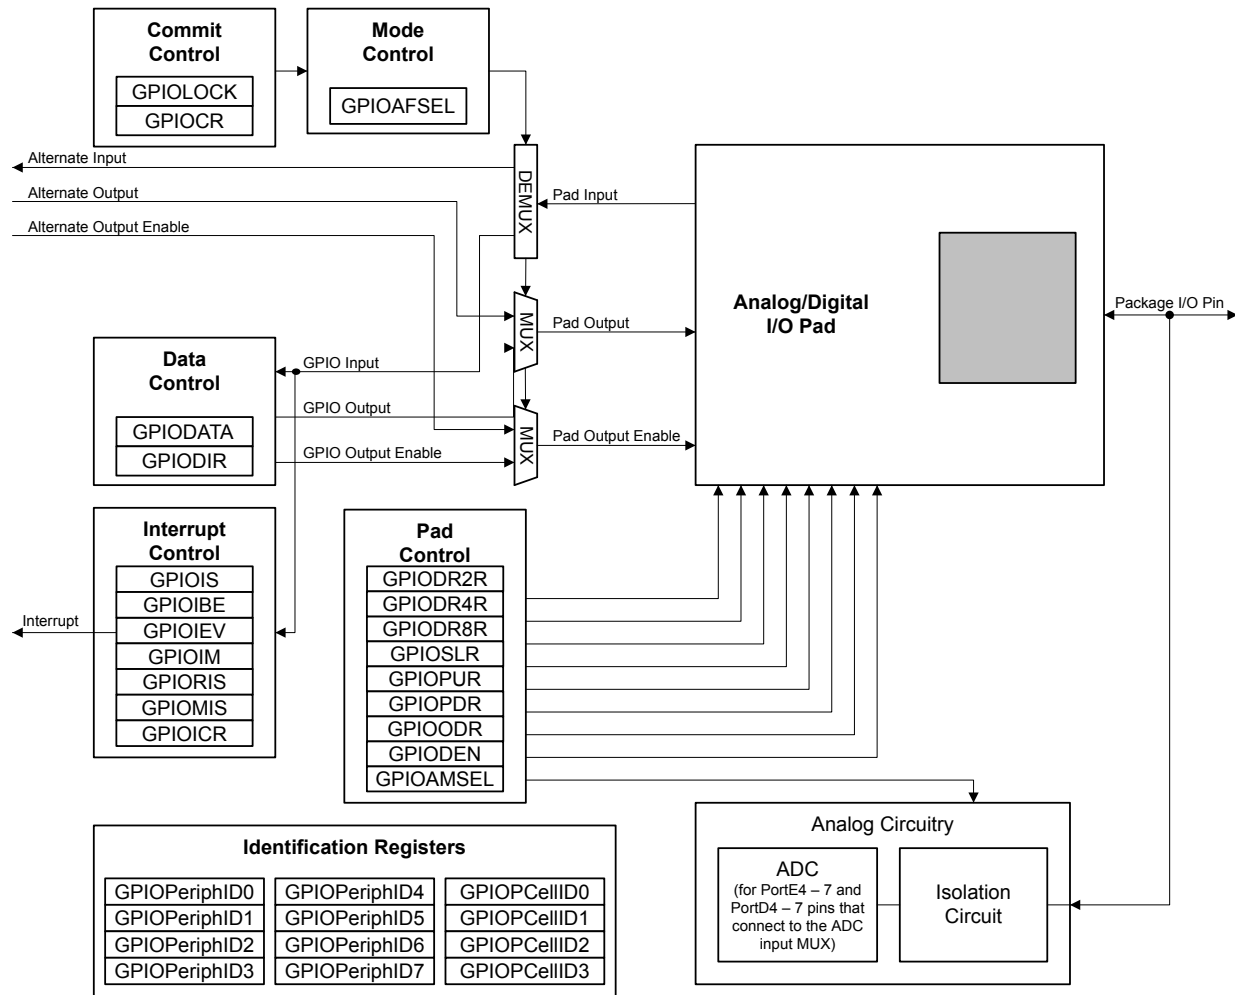 Commit
Control
GPIOLOCK
GPIOCR
Mode
Control
GPIOAFSEL
Alternate Input
Alternate Output
Alternate Output Enable
DEMUX
Pad Input
MUX
Pad Output
MUX
Pad Output Enable
Analog/Digital
I/O Pad
Package I/O Pin
Data
Control
GPIODATA
GPIODIR
GPIO Input
GPIO Output
GPIO Output Enable
Interrupt
Control
GPIOIS
GPIOIBE
GPIOIEV
GPIOIM
GPIORIS
GPIOMIS
GPIOICR
Interrupt
Pad
Control
GPIODR2R
GPIODR4R
GPIODR8R
GPIOSLR
GPIOPUR
GPIOPDR
GPIOODR
GPIODEN
GPIOAMSEL
Analog Circuitry
ADC
(for PortE4 – 7 and
PortD4 – 7 pins that
connect to the ADC
input MUX)
Isolation
Circuit
Identification Registers
GPIOPeriphID0
GPIOPeriphID1
GPIOPeriphID2
GPIOPeriphID3
GPIOPeriphID4
GPIOPeriphID5
GPIOPeriphID6
GPIOPeriphID7
GPIOPCellID0
GPIOPCellID1
GPIOPCellID2
GPIOPCellID3